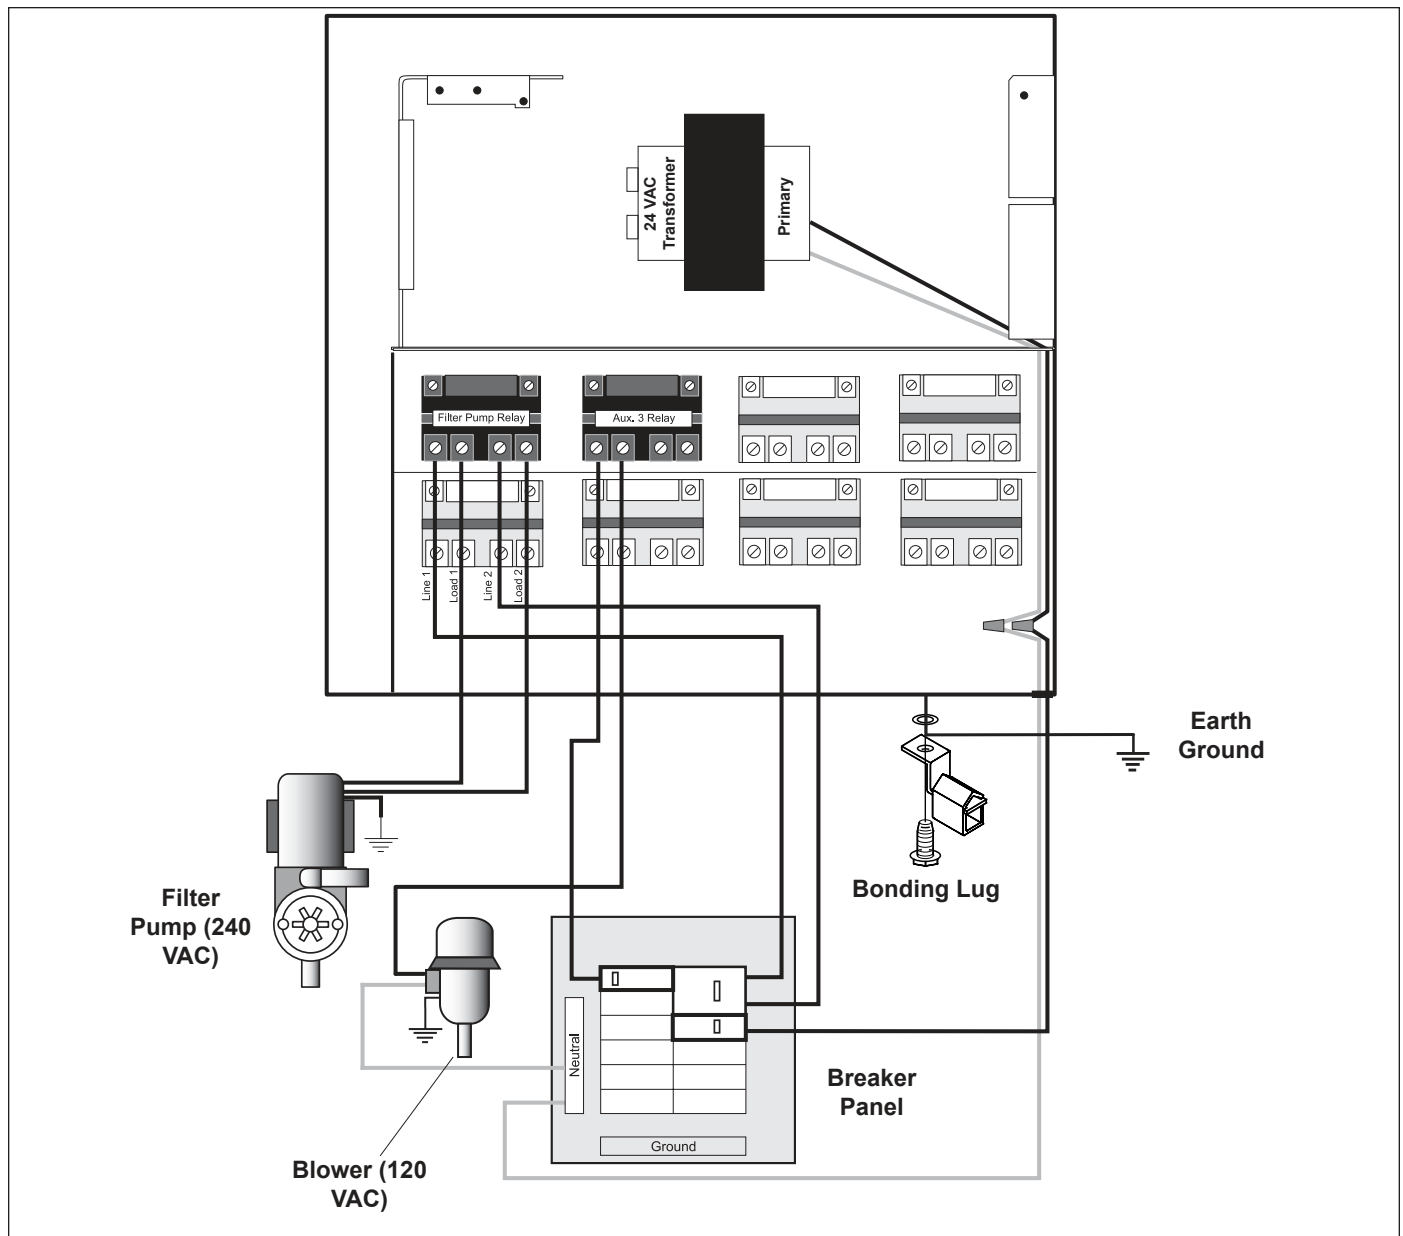 24 VAC
Transformer
Primary
Filter Pump Relay
Aux. 3 Relay
Line 1
Load 1
Line 2
Load 2
Earth
Ground
Bonding Lug
Filter
Pump (240
VAC)
Neutral
Breaker
Panel
Ground
Blower (120
VAC)